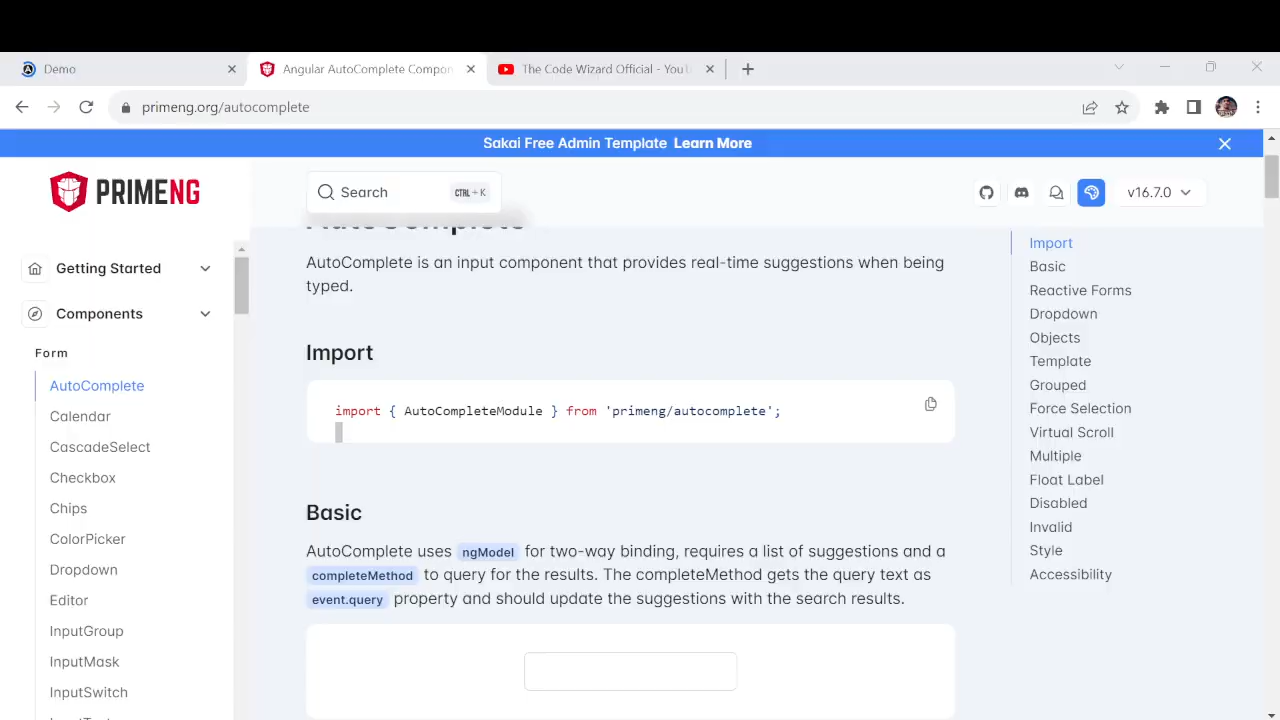 Demo
Angular AutoComplete Compon
The Code Wizard Official - YouT
primeng.org/autocomplete
Sakai Free Admin Template Learn More
PRIMENG
Search
CTRL + K
v16.7.0
Getting Started
Components
Form
AutoComplete
Calendar
CascadeSelect
Checkbox
Chips
ColorPicker
Dropdown
Editor
InputGroup
InputMask
InputSwitch
AutoComplete
AutoComplete is an input component that provides real-time suggestions when being
typed.
Import
import { AutoCompleteModule } from 'primeng/autocomplete';
Basic
AutoComplete uses ngModel for two-way binding, requires a list of suggestions and a
completeMethod to query for the results. The completeMethod gets the query text as
event.query property and should update the suggestions with the search results.
Import
Basic
Reactive Forms
Dropdown
Objects
Template
Grouped
Force Selection
Virtual Scroll
Multiple
Float Label
Disabled
Invalid
Style
Accessibility